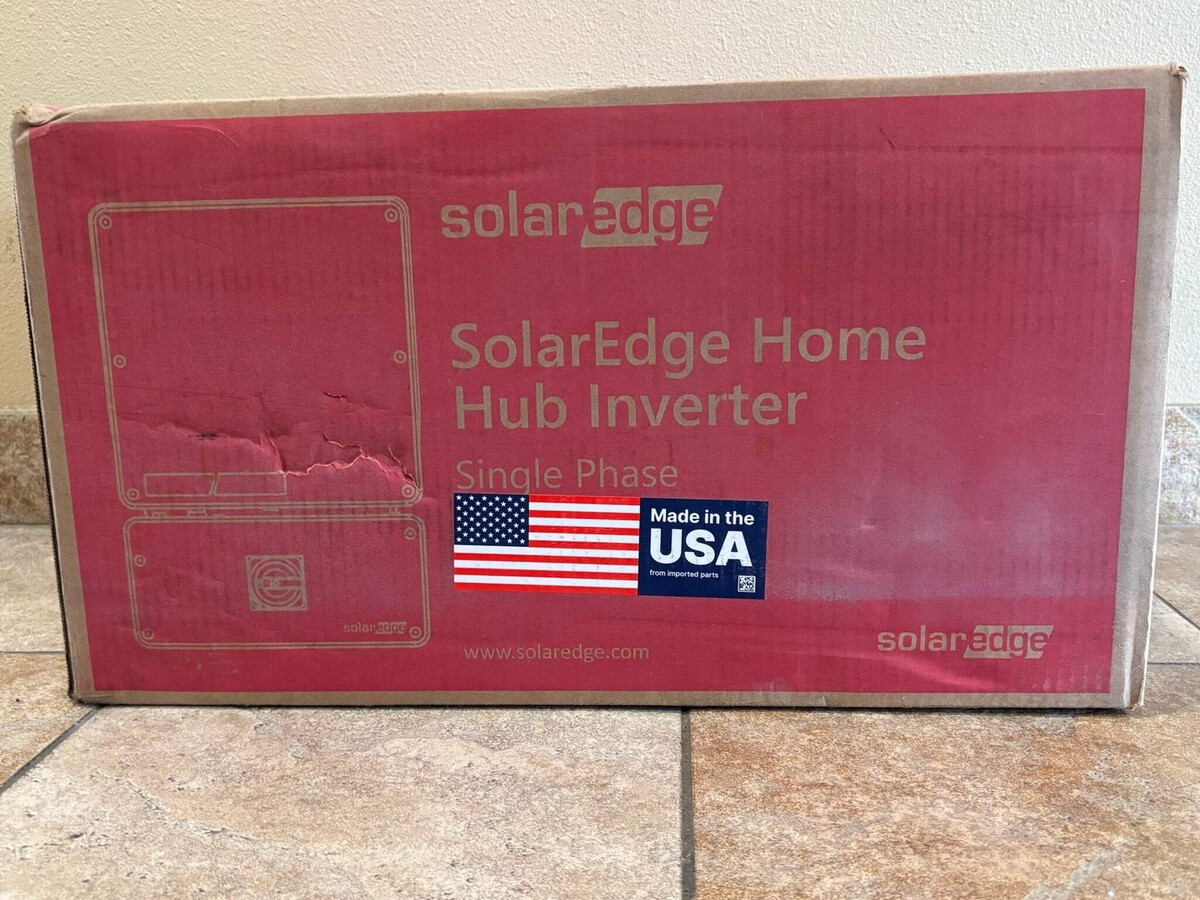 solaredge
SolarEdge Home
Hub Inverter
Single Phase
Made in the
USA
from imported parts
solaredge
www.solaredge.com
solaredge